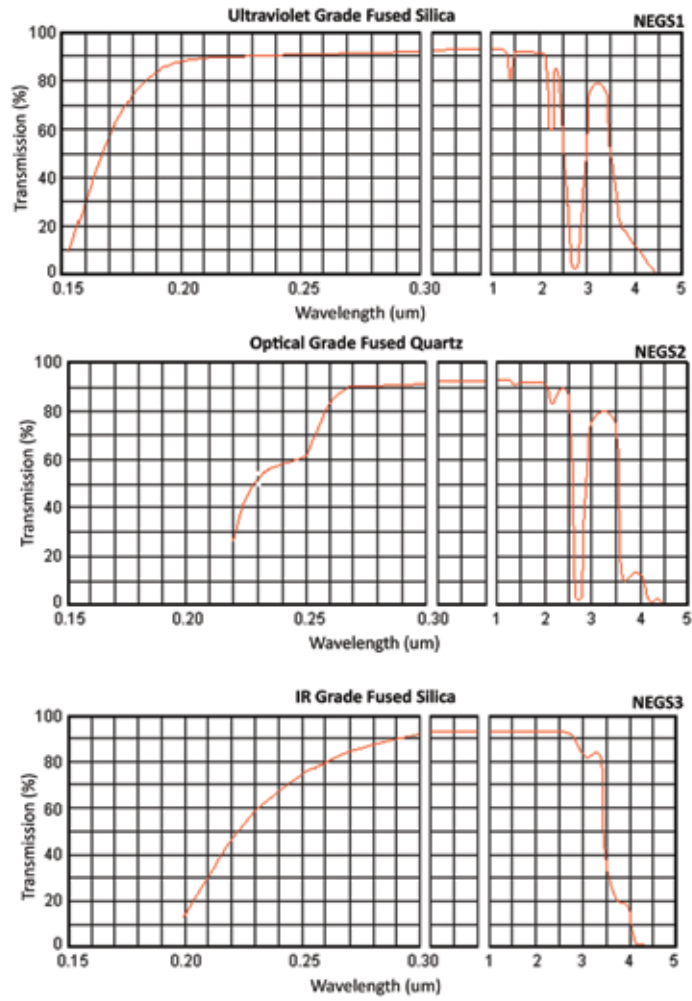 Ultraviolet Grade Fused Silica
NEGS1
100
80
60
40
20
0
Transmission (%)
0.15 0.20 0.25 0.30 1 2 3 4 5
Wavelength (um)
Optical Grade Fused Quartz
NEGS2
100
80
60
40
20
0
Transmission (%)
0.15 0.20 0.25 0.30 1 2 3 4 5
Wavelength (um)
IR Grade Fused Silica
NEGS3
100
80
60
40
20
0
Transmission (%)
0.15 0.20 0.25 0.30 1 2 3 4 5
Wavelength (um)